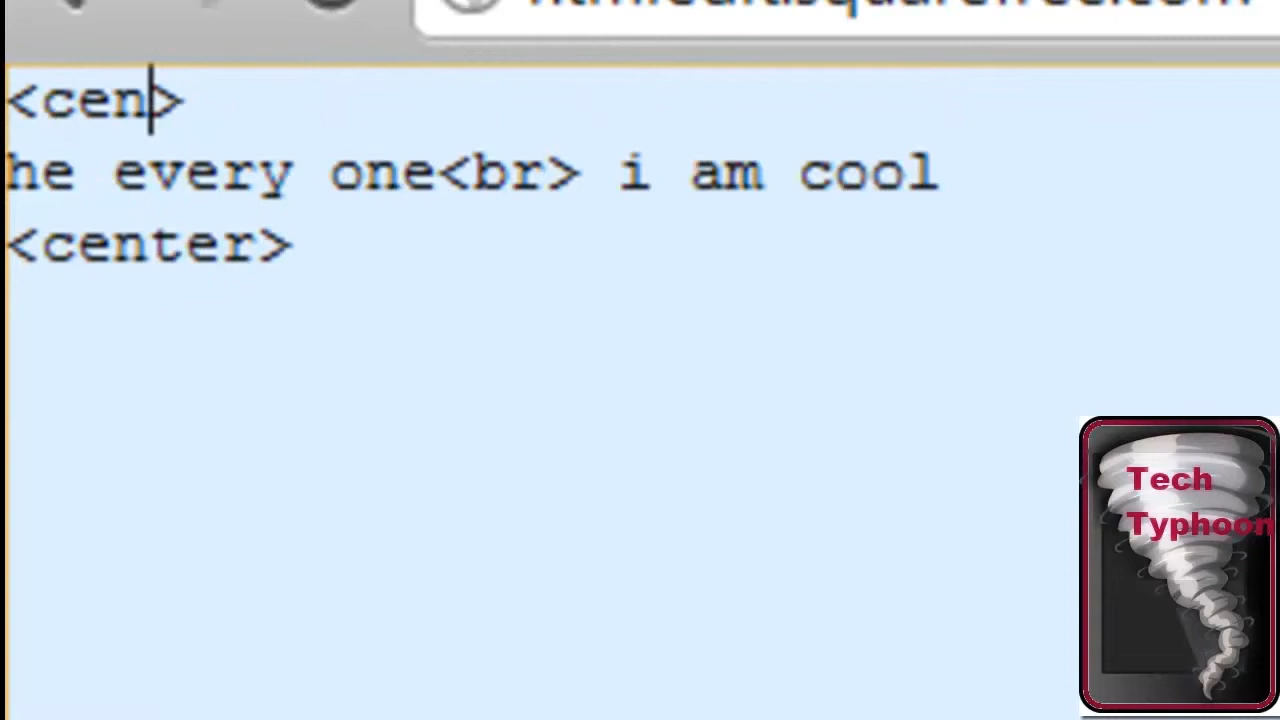 <cen>
he every one<br> i am cool
<center>
Tech
Typhoon